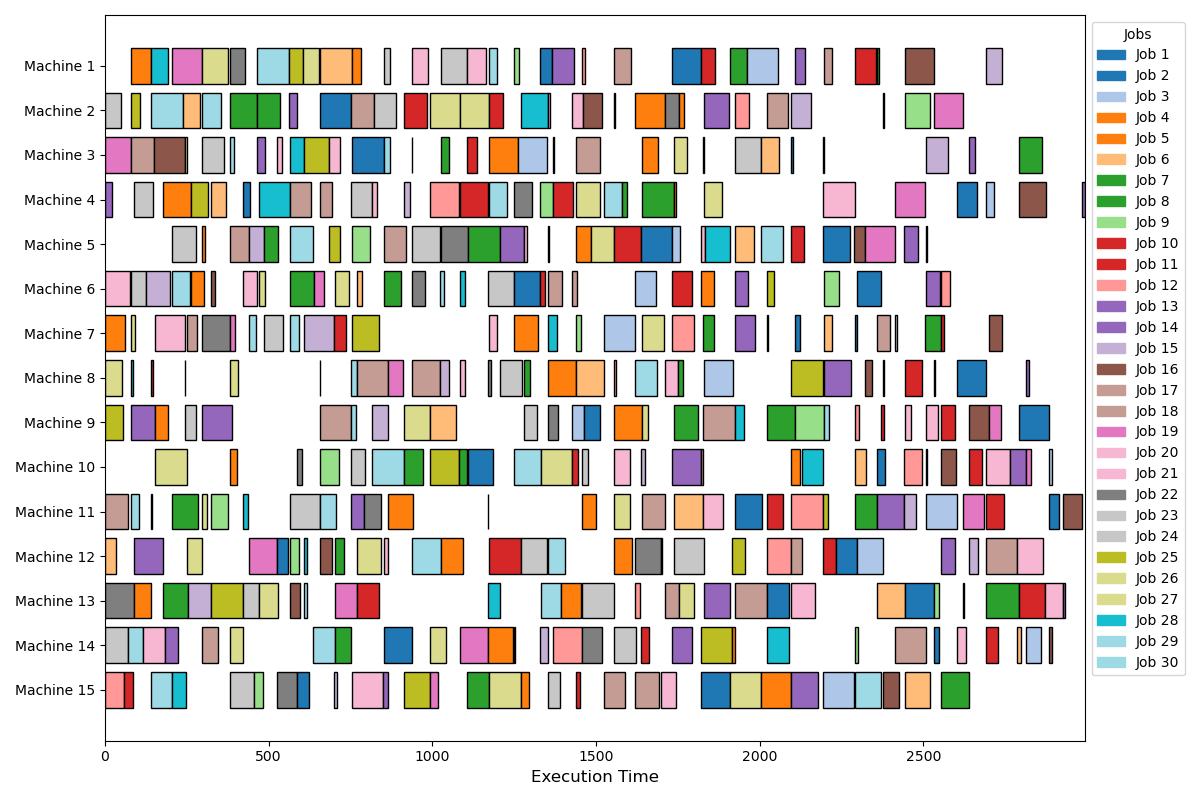 Machine 1
Machine 2
Machine 3
Machine 4
Machine 5
Machine 6
Machine 7
Machine 8
Machine 9
Machine 10
Machine 11
Machine 12
Machine 13
Machine 14
Machine 15
0
500
1000
1500
2000
2500
Execution Time
Jobs
Job 1
Job 2
Job 3
Job 4
Job 5
Job 6
Job 7
Job 8
Job 9
Job 10
Job 11
Job 12
Job 13
Job 14
Job 15
Job 16
Job 17
Job 18
Job 19
Job 20
Job 21
Job 22
Job 23
Job 24
Job 25
Job 26
Job 27
Job 28
Job 29
Job 30